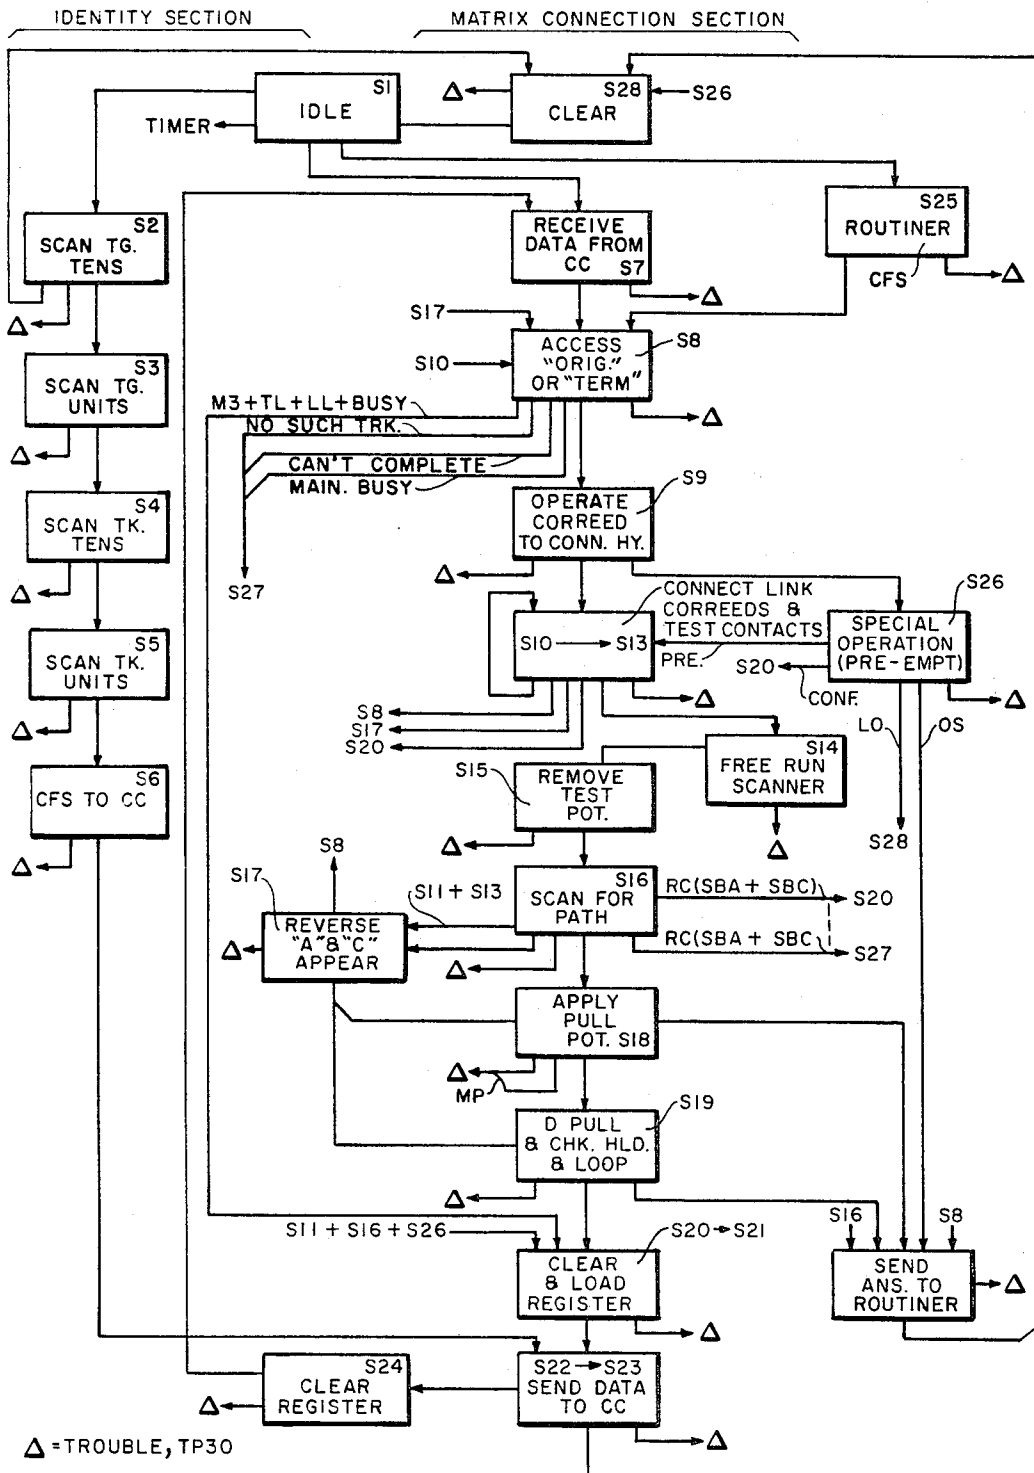 IDENTITY SECTION
MATRIX CONNECTION SECTION
S1
IDLE
TIMER
S28
CLEAR
S26
S2
SCAN TG.
TENS
S25
ROUTINER
CFS
RECEIVE
DATA FROM
CC S7
S17
S10
ACCESS
"ORIG."
OR "TERM"
S8
S3
SCAN TG.
UNITS
M3+TL+LL+BUSY
NO SUCH TRK.
CAN'T COMPLETE
MAIN. BUSY
S27
S4
SCAN TK.
TENS
OPERATE
CORREED
TO CONN. HY.
S9
S10 → S13
CONNECT LINK
CORREEDS &
TEST CONTACTS
PRE.
S26
SPECIAL
OPERATION
(PRE-EMPT)
S20
CONF.
LO
OS
S28
S5
SCAN TK.
UNITS
S8
S17
S20
S6
CFS TO CC
S15
REMOVE
TEST
POT.
S14
FREE RUN
SCANNER
S8
S17
REVERSE
"A"&"C"
APPEAR
S11 + S13
S16
SCAN FOR
PATH
RC(SBA + SBC)
S20
RC(SBA + SBC
S27
APPLY
PULL
POT. S18
MP
D PULL
& CHK. HLD.
& LOOP
S19
S11 + S16 + S26
CLEAR
& LOAD
REGISTER
S20 → S21
S16
S8
SEND
ANS. TO
ROUTINER
S24
CLEAR
REGISTER
S22 → S23
SEND DATA
TO CC
Δ = TROUBLE, TP30